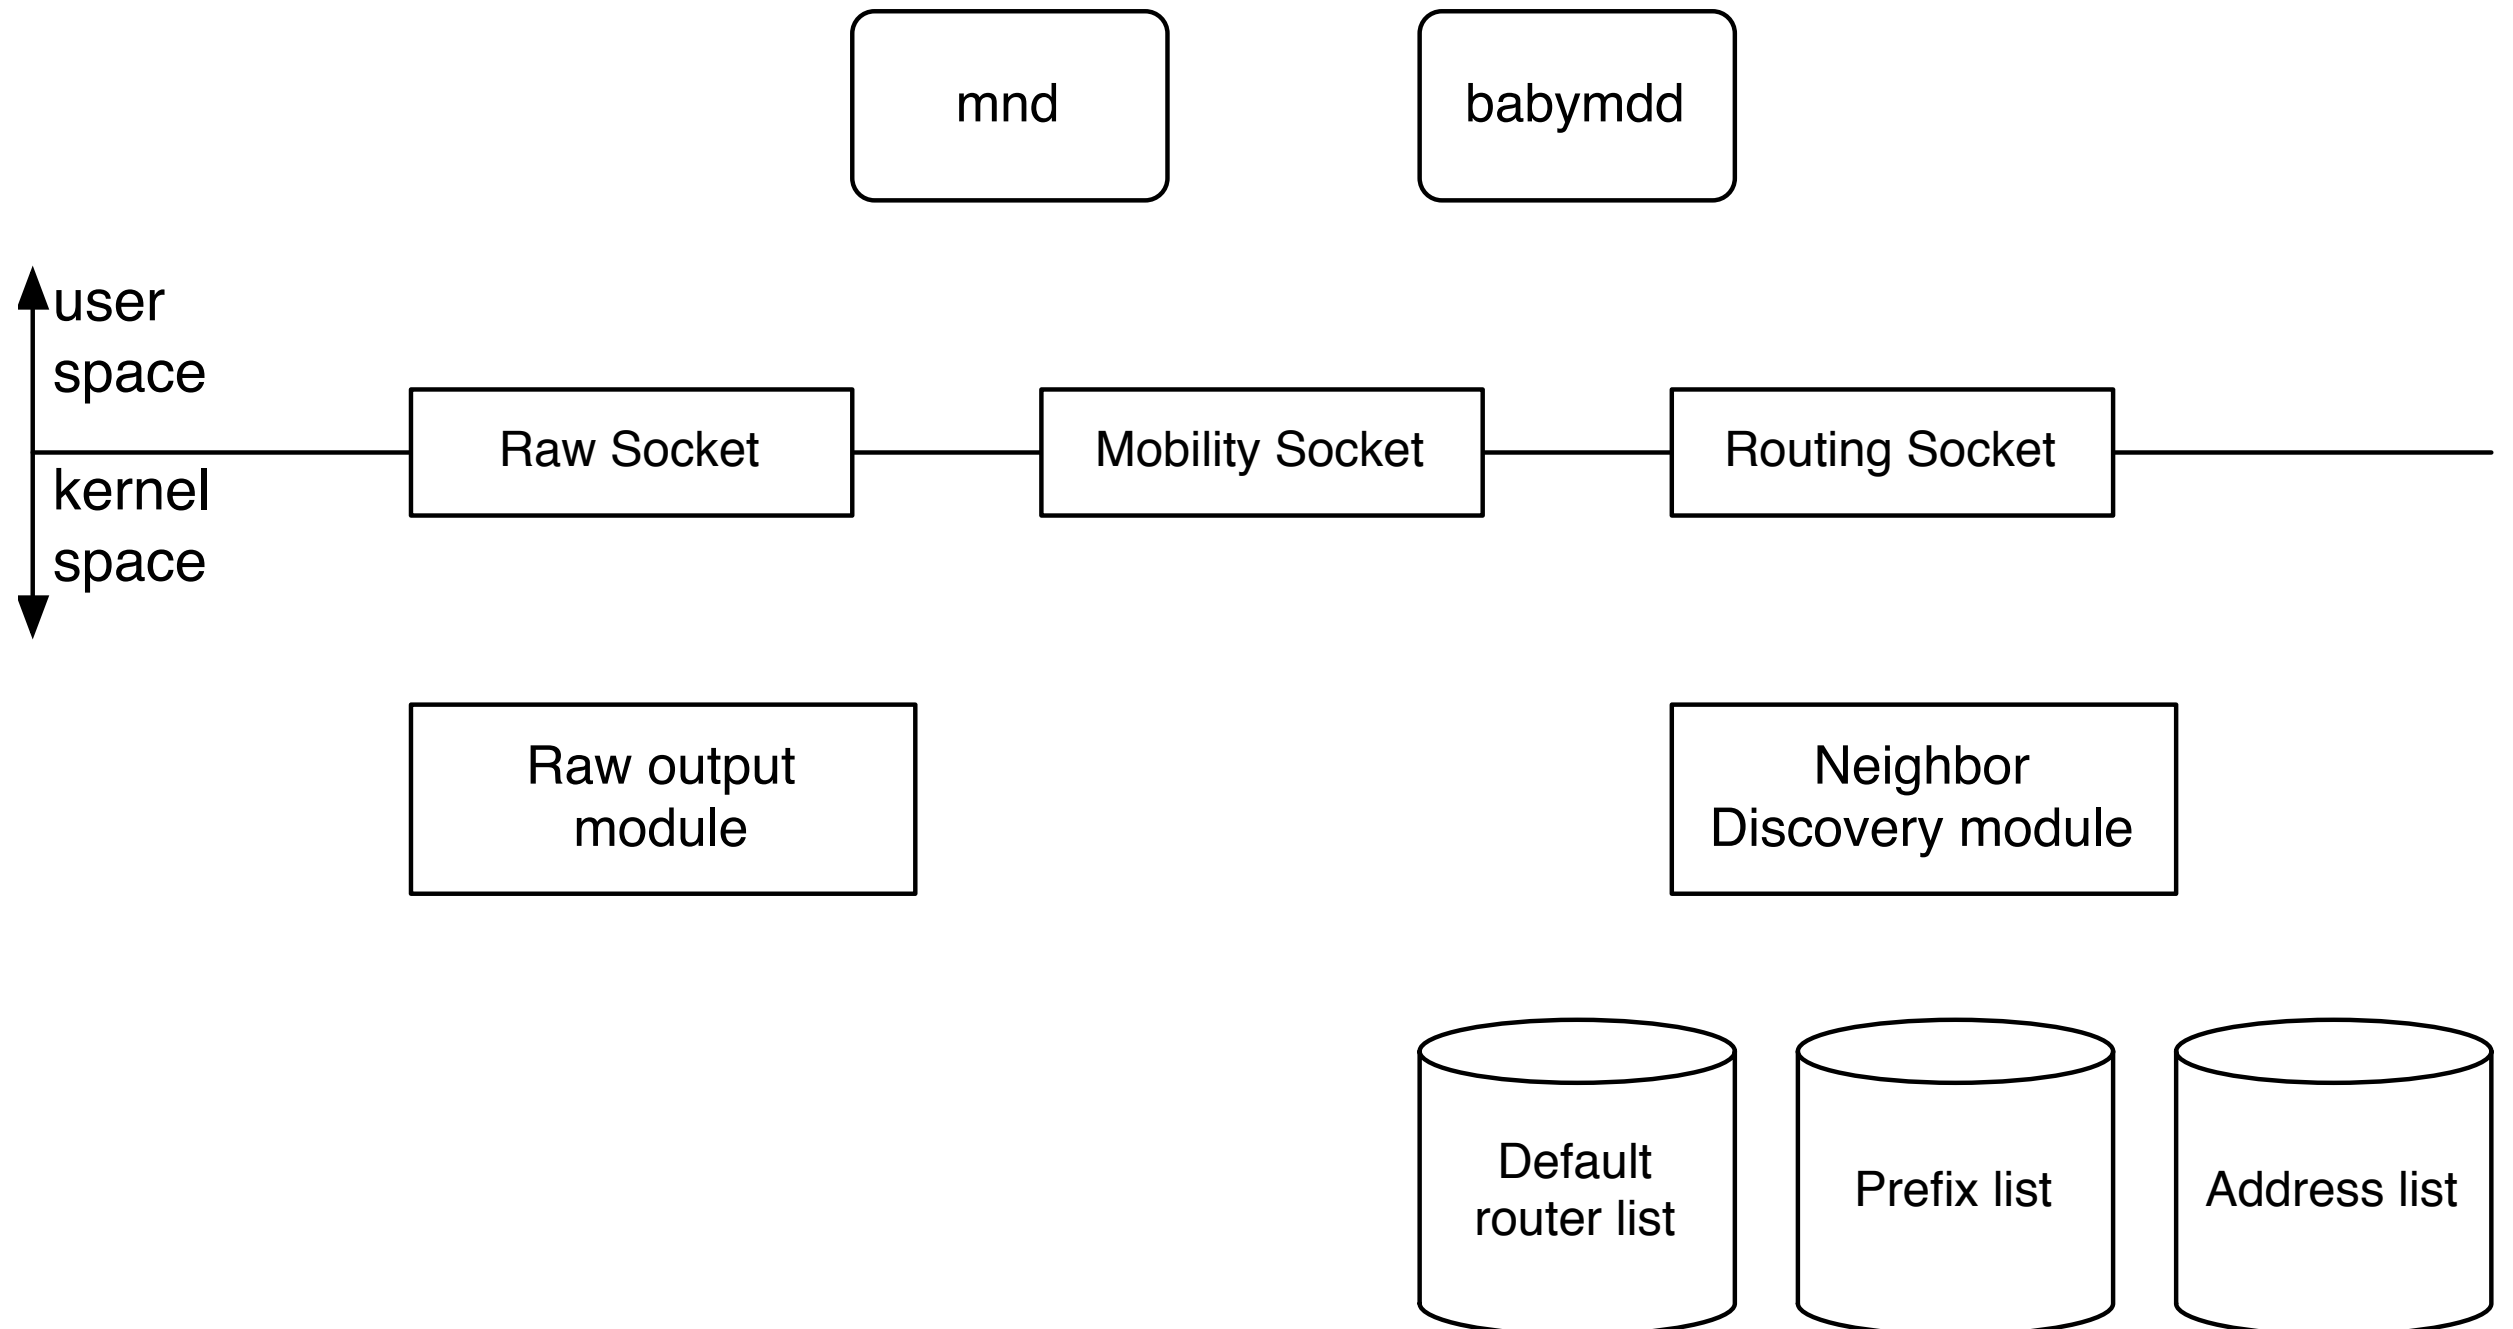 mnd
babymdd
user
space
Raw Socket
Mobility Socket
Routing Socket
kernel
space
Raw output
module
Neighbor
Discovery module
Default
router list
Prefix list
Address list